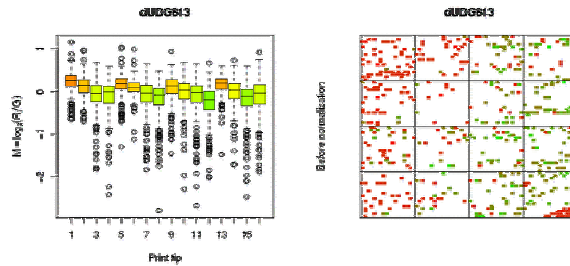 dUDG613
dUDG613
M=log₂(R/G)
1
0
−1
−2
1 3 5 7 9 11 13 15
Print tip
Before normalization